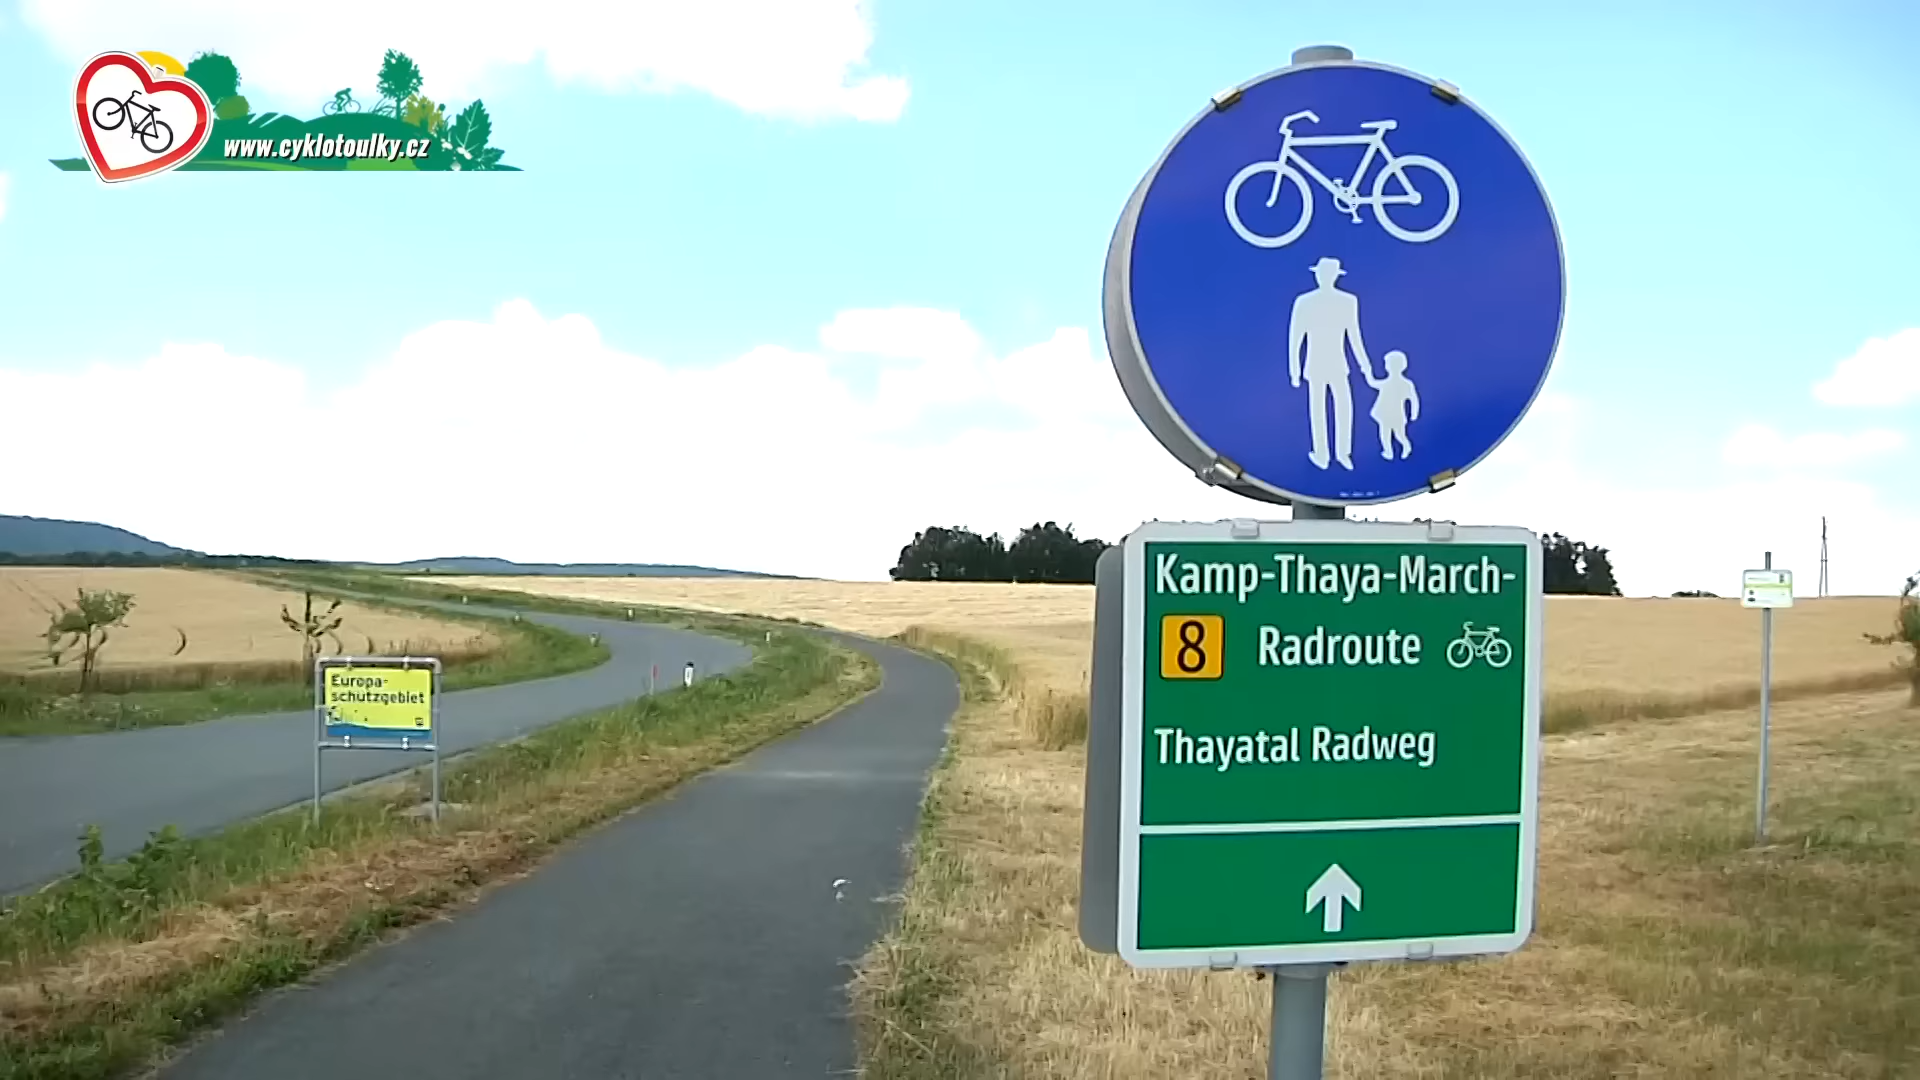 www.cyklotoulky.cz
Kamp-Thaya-March-
8 Radroute
Thayatal Radweg
Europa-
schutzgebiet